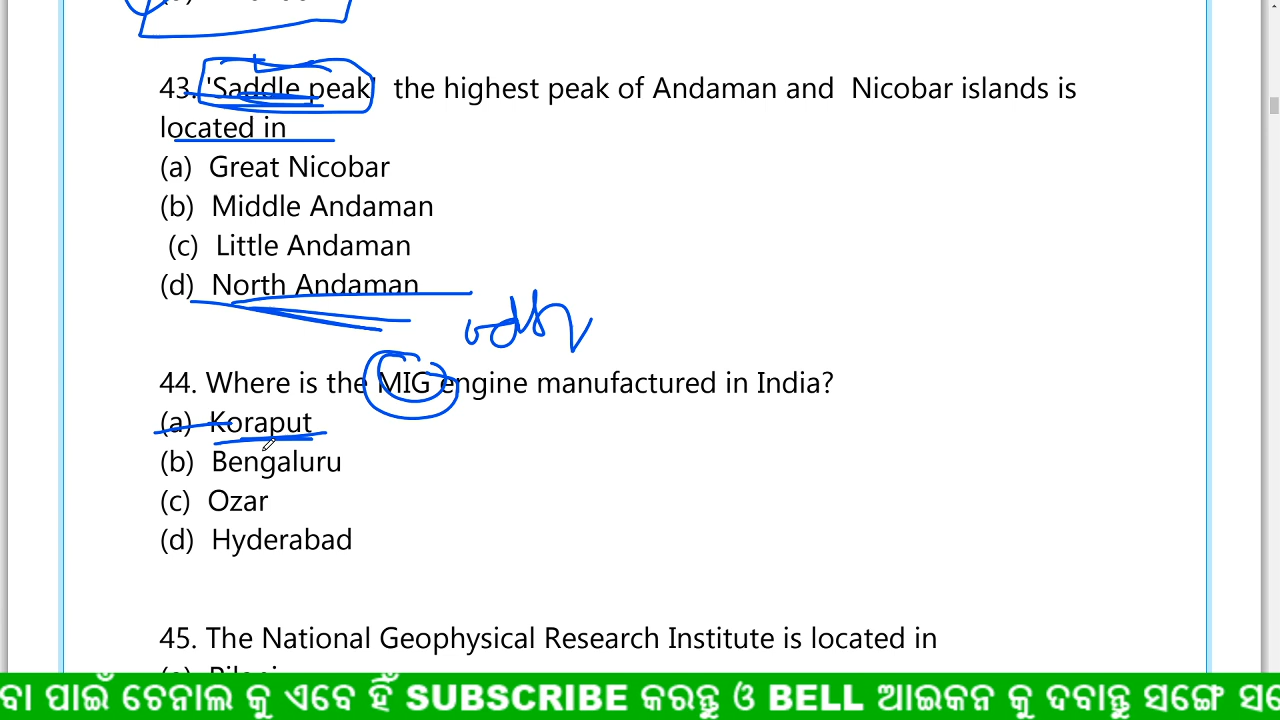 43. 'Saddle peak' the highest peak of Andaman and Nicobar islands is
located in
(a) Great Nicobar
(b) Middle Andaman
(c) Little Andaman
(d) North Andaman
44. Where is the MIG engine manufactured in India?
(a) Koraput
(b) Bengaluru
(c) Ozar
(d) Hyderabad
45. The National Geophysical Research Institute is located in
ବା ପାଇଁ ଚେନାଲ କୁ ଏବେ ହିଁ SUBSCRIBE କରନ୍ତୁ ଓ BELL ଆଇକନ କୁ ଦବାନ୍ତୁ ସଙ୍ଗେ